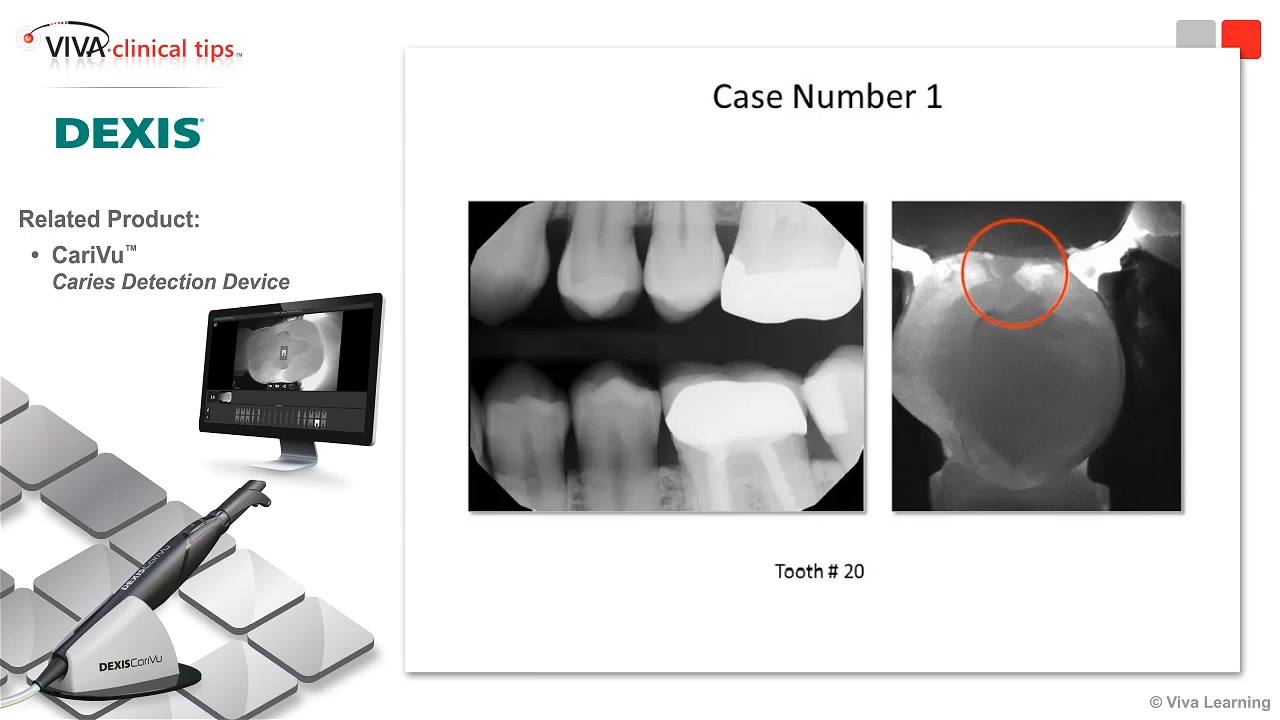 VIVA clinical tips™
DEXIS®
Related Product:
• CariVu™
Caries Detection Device
Case Number 1
Tooth # 20
DEXIS CariVu
DEXISCariVu
© Viva Learning